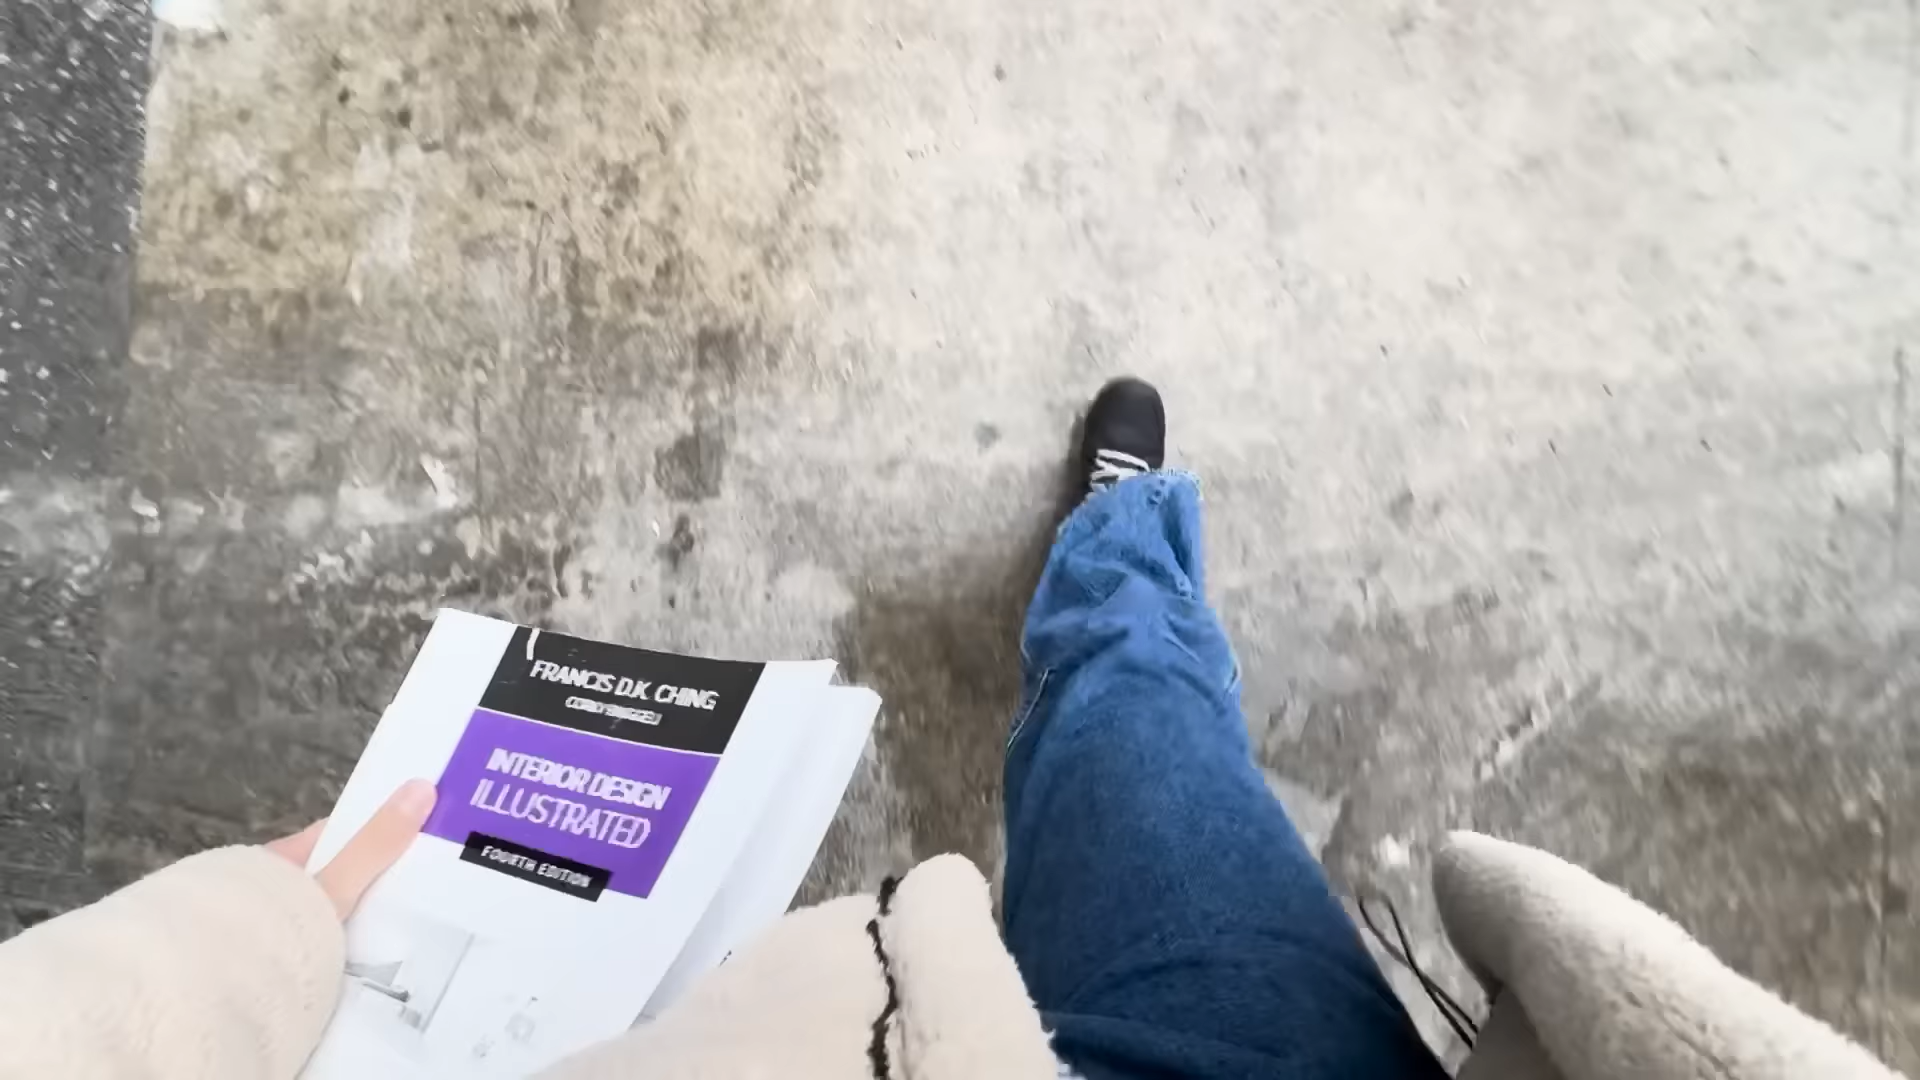 FRANCIS D.K. CHING
INTERIOR DESIGN
ILLUSTRATED
FOURTH EDITION